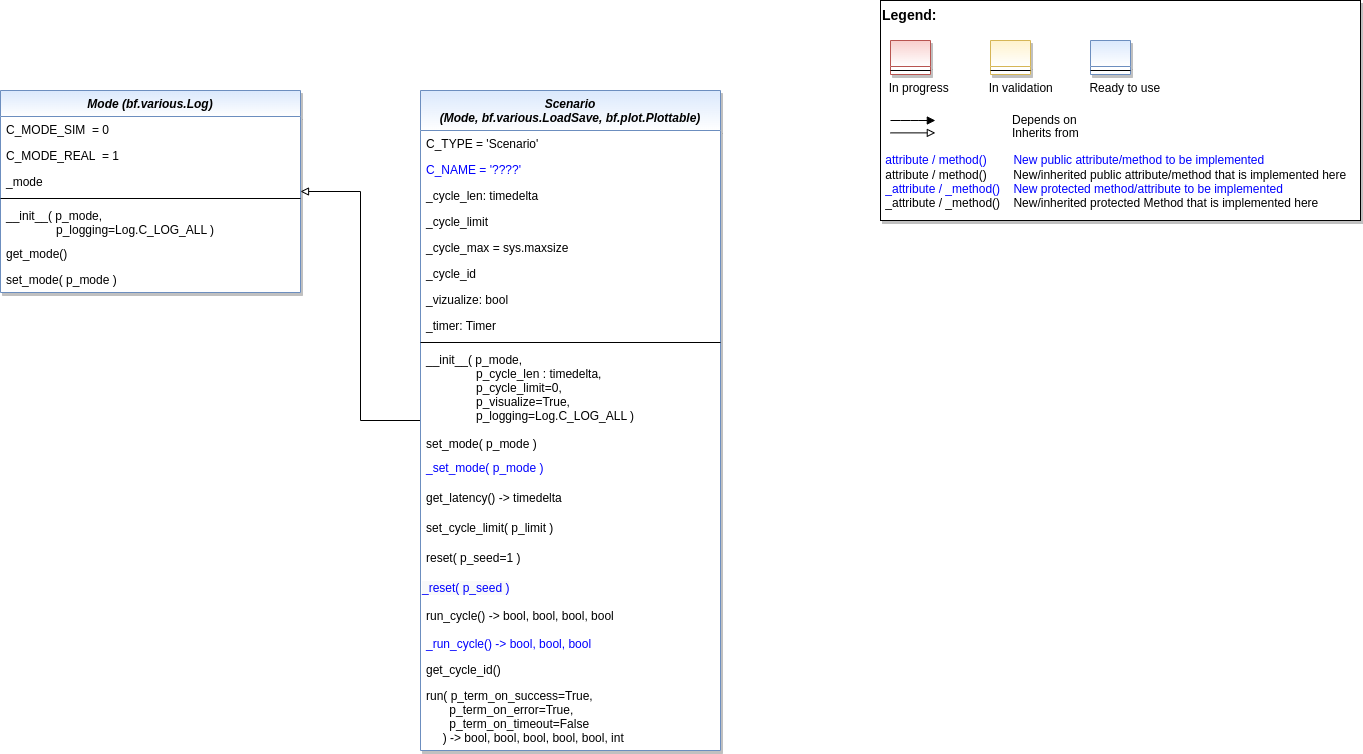 Legend:
In progress
In validation
Ready to use
Depends on
Inherits from
attribute / method() New public attribute/method to be implemented
attribute / method() New/inherited public attribute/method that is implemented here
_attribute / _method() New protected method/attribute to be implemented
_attribute / _method() New/inherited protected Method that is implemented here
Mode (bf.various.Log)
C_MODE_SIM = 0
C_MODE_REAL = 1
_mode
__init__( p_mode,
p_logging=Log.C_LOG_ALL )
get_mode()
set_mode( p_mode )
Scenario
(Mode, bf.various.LoadSave, bf.plot.Plottable)
C_TYPE = 'Scenario'
C_NAME = '????'
_cycle_len: timedelta
_cycle_limit
_cycle_max = sys.maxsize
_cycle_id
_vizualize: bool
_timer: Timer
__init__( p_mode,
p_cycle_len : timedelta,
p_cycle_limit=0,
p_visualize=True,
p_logging=Log.C_LOG_ALL )
set_mode( p_mode )
_set_mode( p_mode )
get_latency() -> timedelta
set_cycle_limit( p_limit )
reset( p_seed=1 )
_reset( p_seed )
run_cycle() -> bool, bool, bool, bool
_run_cycle() -> bool, bool, bool
get_cycle_id()
run( p_term_on_success=True,
p_term_on_error=True,
p_term_on_timeout=False
) -> bool, bool, bool, bool, bool, int